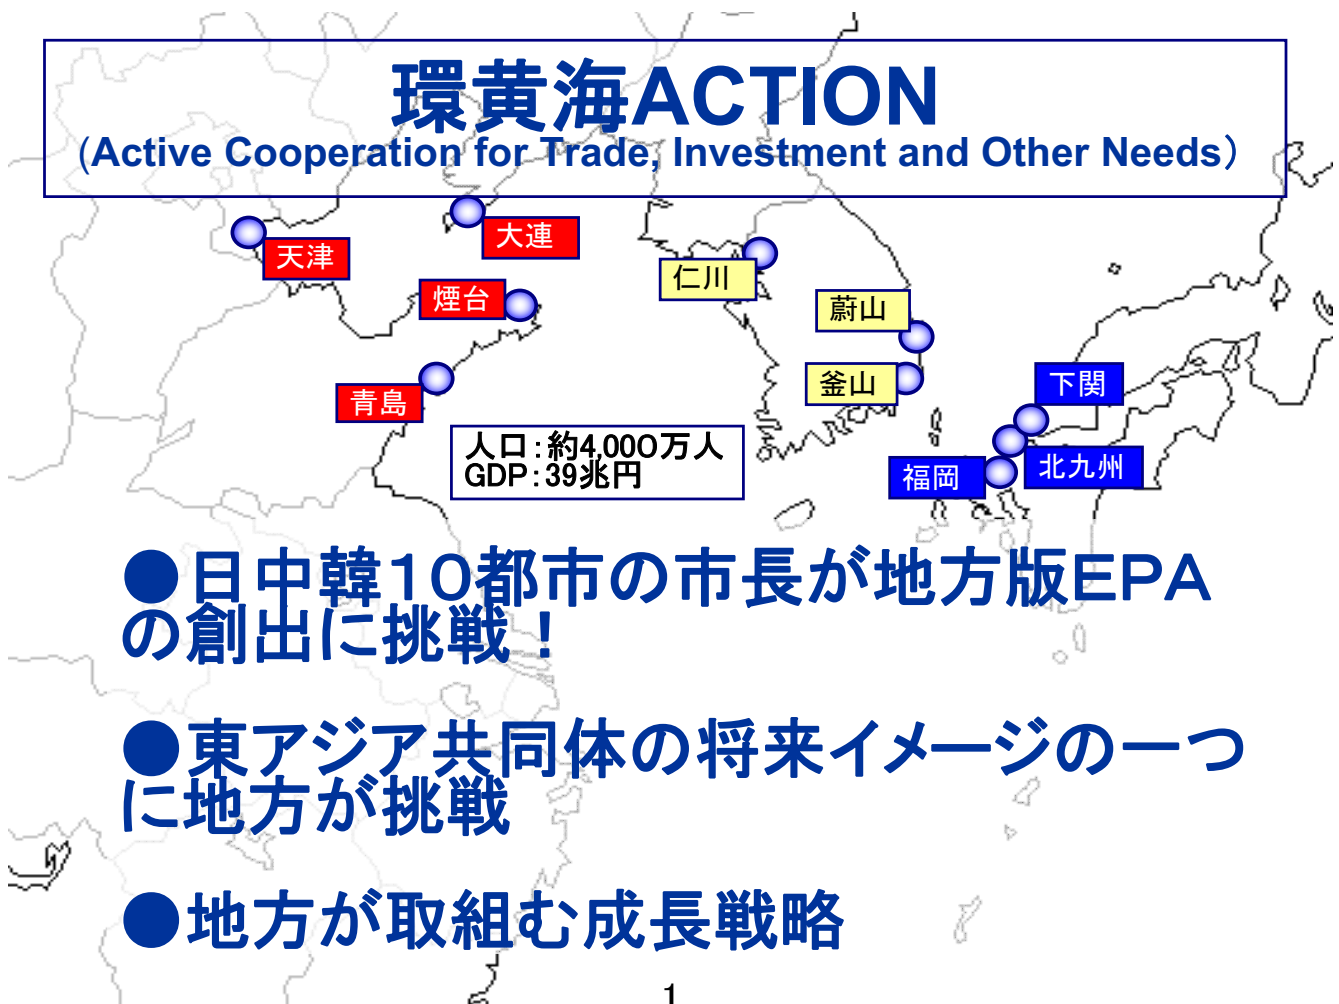 環黄海ACTION
(Active Cooperation for Trade, Investment and Other Needs）
大連
天津
仁川
煙台
蔚山
釜山
下関
青島
人口：約4,000万人
GDP：39兆円
北九州
福岡
●日中韓１０都市の市長が地方版ＥＰＡ
の創出に挑戦！
●東アジア共同体の将来イメージの一つ
に地方が挑戦
●地方が取組む成長戦略
1